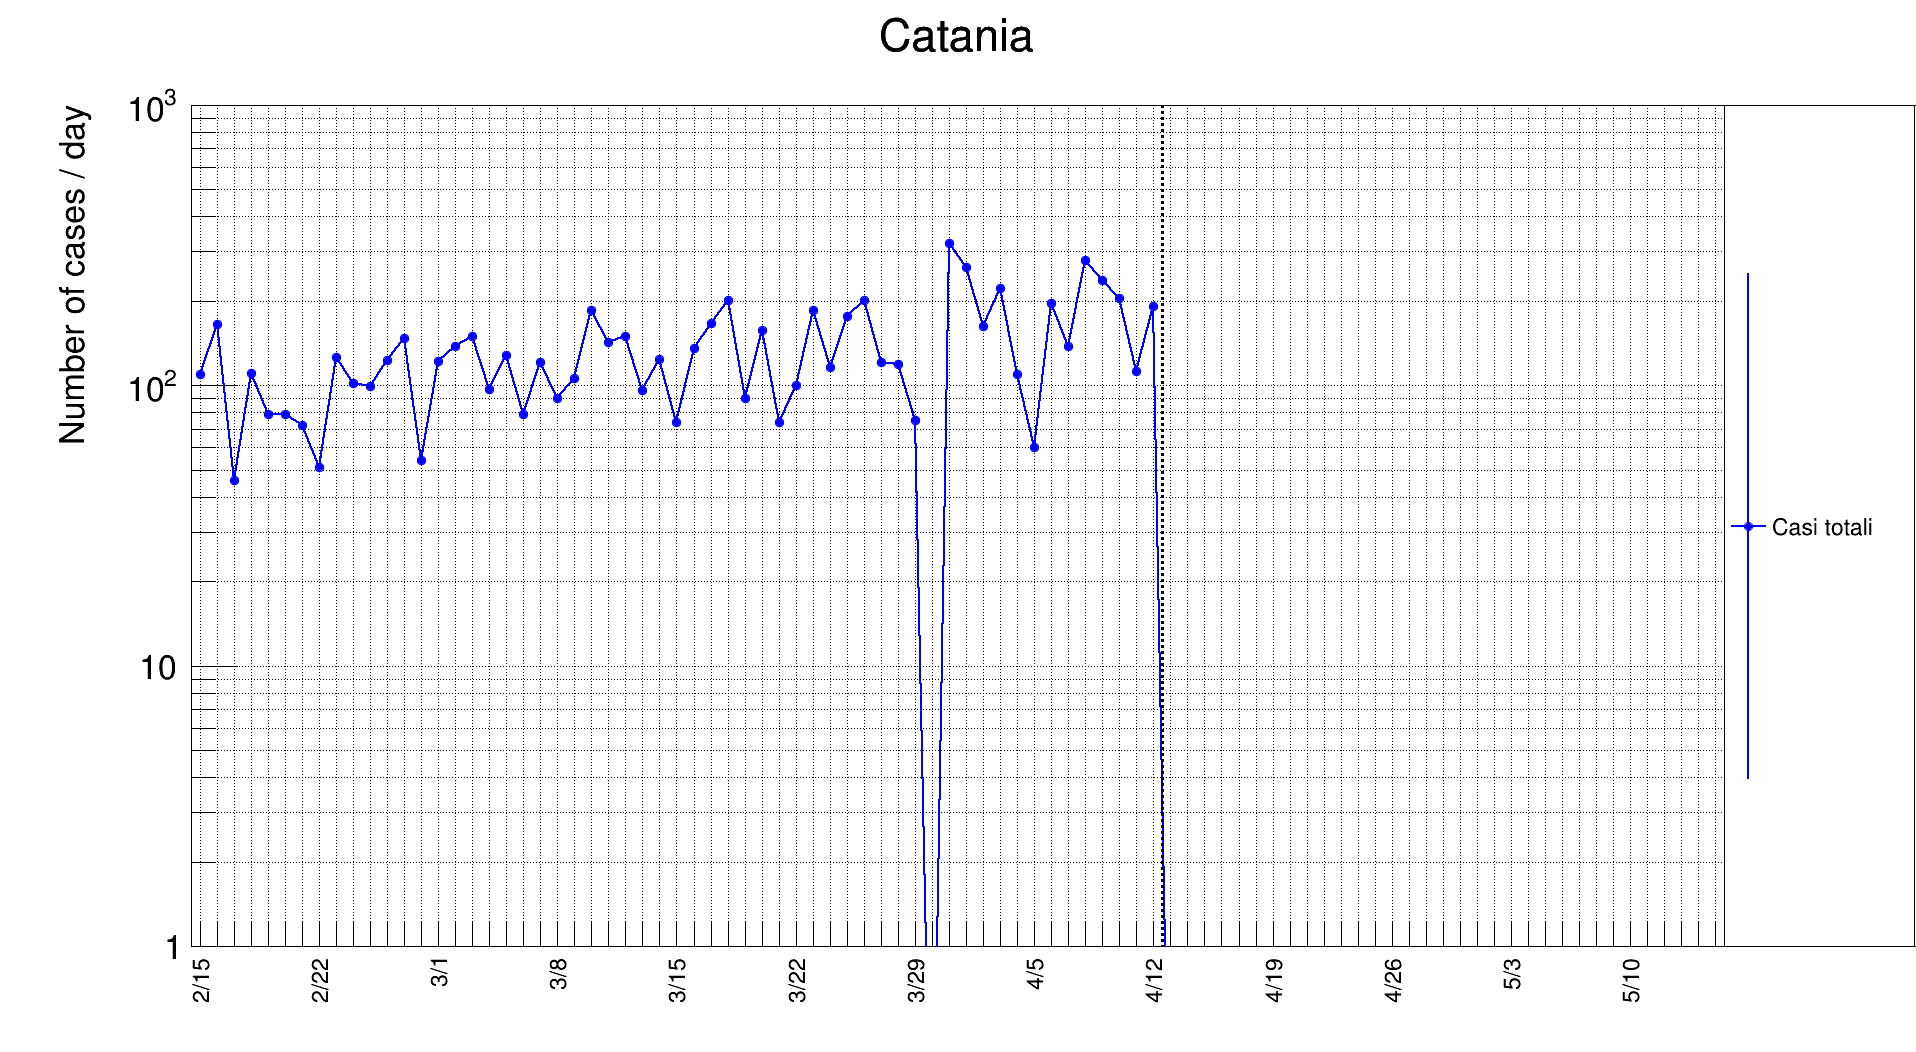 Catania
Number of cases / day
10³
10²
10
1
2/15 2/22 3/1 3/8 3/15 3/22 3/29 4/5 4/12 4/19 4/26 5/3 5/10
Casi totali